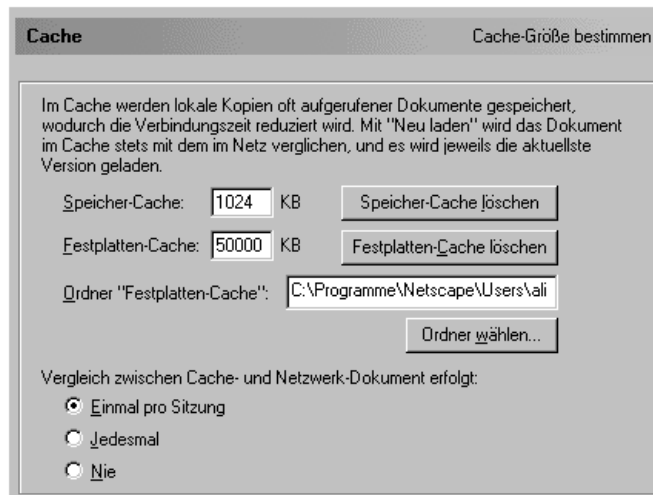 Cache Cache-Größe bestimmen
Im Cache werden lokale Kopien oft aufgerufener Dokumente gespeichert,
wodurch die Verbindungszeit reduziert wird. Mit "Neu laden" wird das Dokument
im Cache stets mit dem im Netz verglichen, und es wird jeweils die aktuellste
Version geladen.
Speicher-Cache: 1024 KB Speicher-Cache löschen
Festplatten-Cache: 50000 KB Festplatten-Cache löschen
Ordner "Festplatten-Cache": C:\Programme\Netscape\Users\ali
Ordner wählen...
Vergleich zwischen Cache- und Netzwerk-Dokument erfolgt:
Einmal pro Sitzung
Jedesmal
Nie